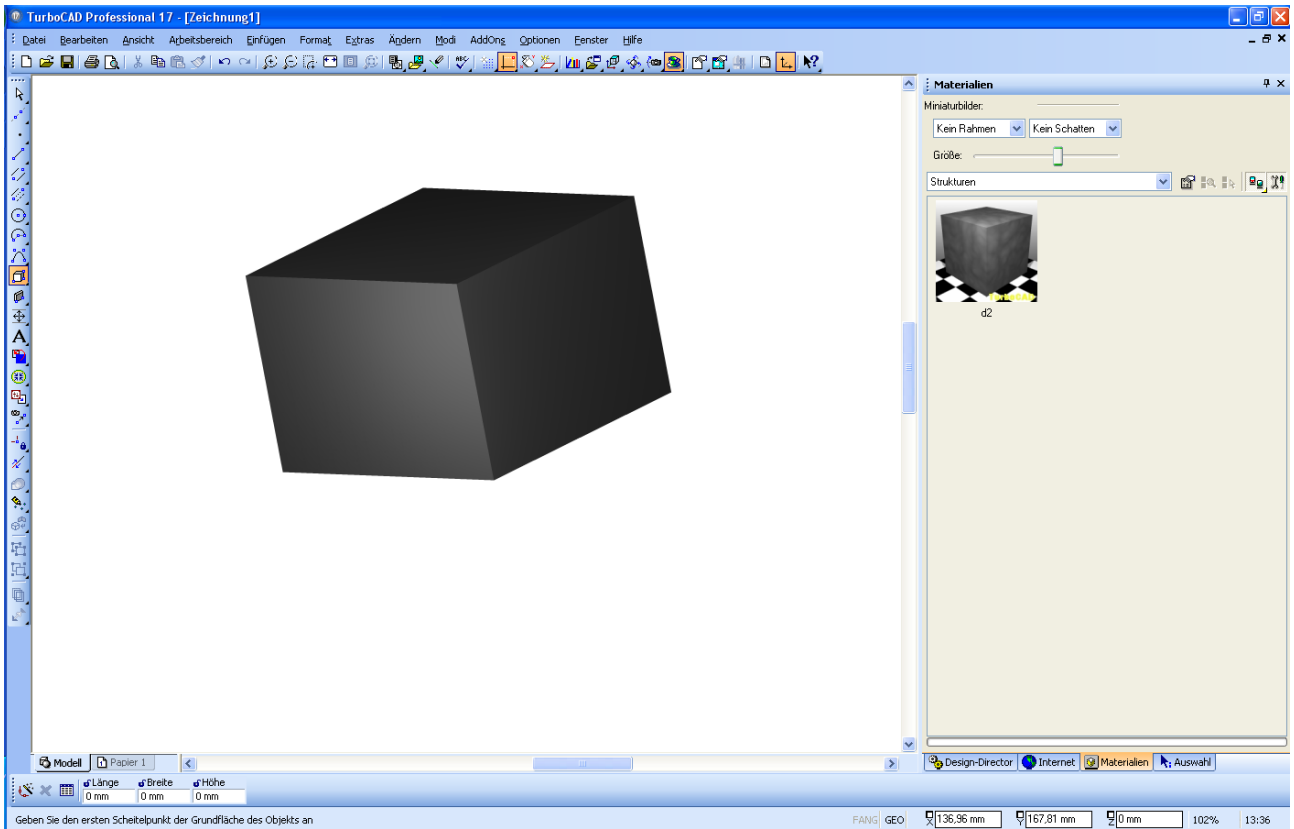 TurboCAD Professional 17 - [Zeichnung1]
Datei Bearbeiten Ansicht Arbeitsbereich Einfügen Format Extras Ändern Modi AddOns Optionen Fenster Hilfe
Materialien
Miniaturbilder:
Kein Rahmen Kein Schatten
Größe:
Strukturen
TurboCAD
d2
Modell Papier 1
Design-Director Internet Materialien Auswahl
Länge Breite Höhe
0 mm 0 mm 0 mm
Geben Sie den ersten Scheitelpunkt der Grundfläche des Objekts an FANG GEO X 136,96 mm Y 167,81 mm Z 0 mm 102% 13:36